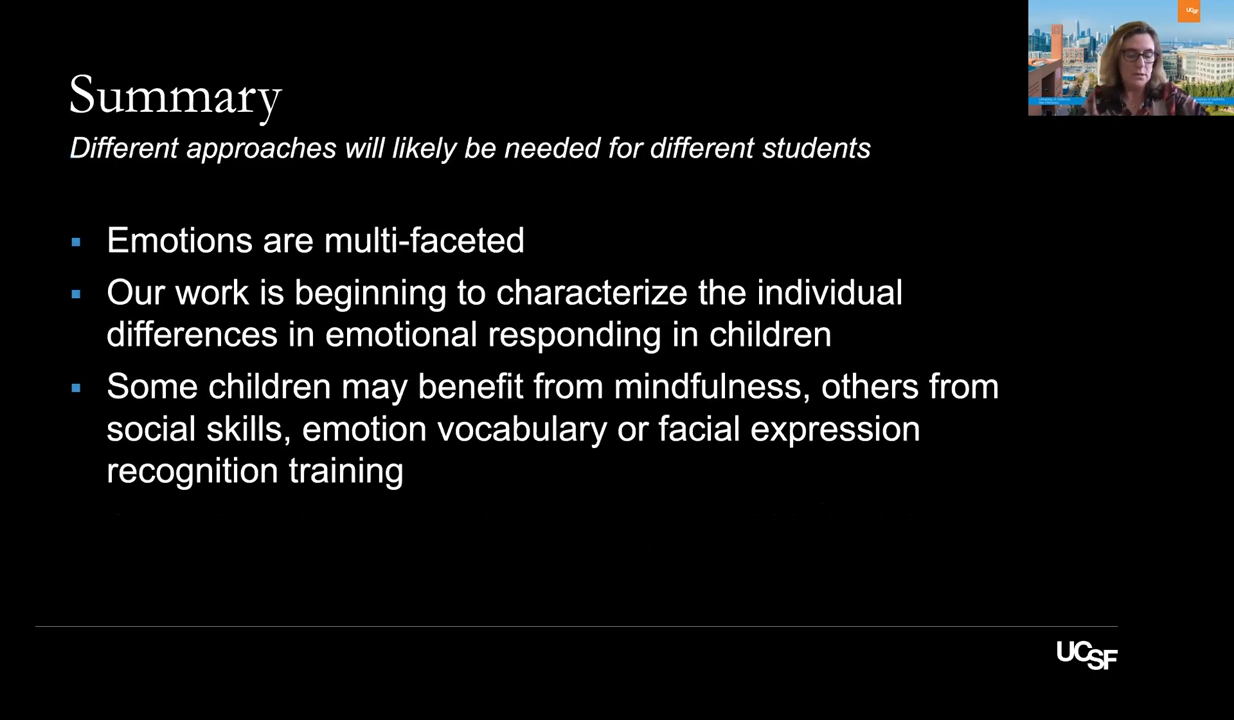 UCSF
Summary
Different approaches will likely be needed for different students
▪ Emotions are multi-faceted
▪ Our work is beginning to characterize the individual
differences in emotional responding in children
▪ Some children may benefit from mindfulness, others from
social skills, emotion vocabulary or facial expression
recognition training
UCSF